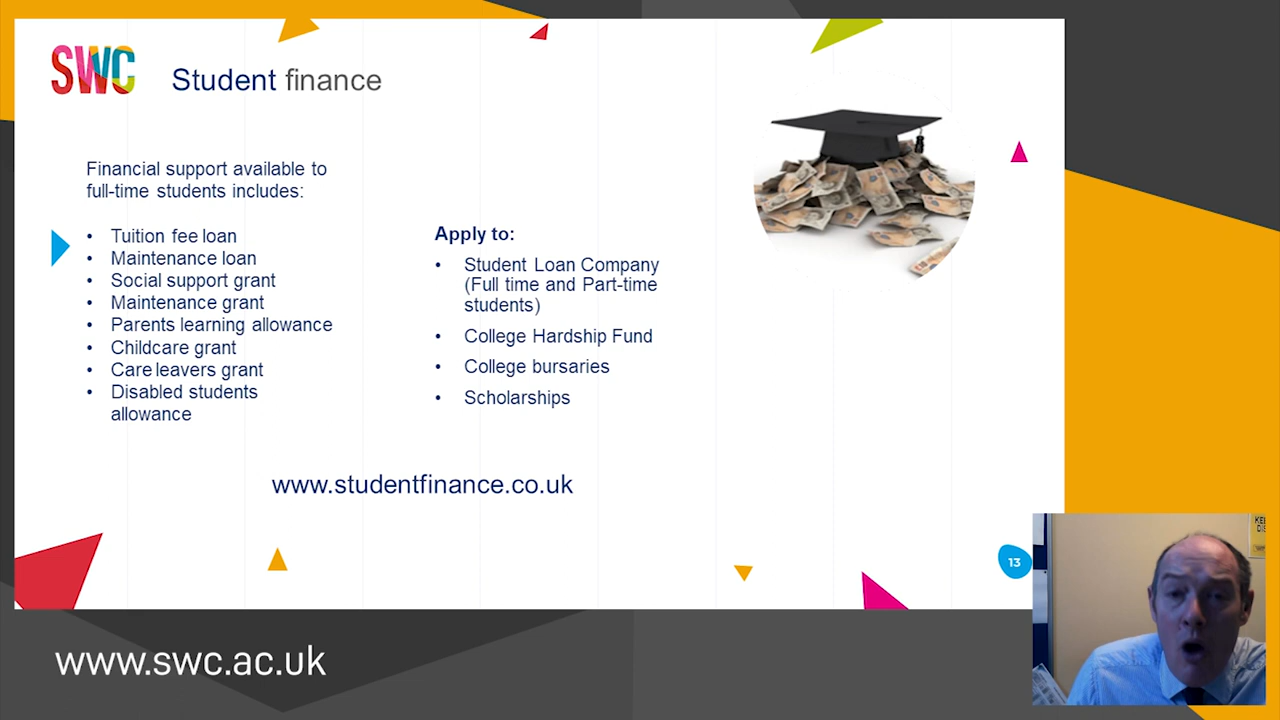 SWC
Student finance
Financial support available to
full-time students includes:
• Tuition fee loan
• Maintenance loan
• Social support grant
• Maintenance grant
• Parents learning allowance
• Childcare grant
• Care leavers grant
• Disabled students
allowance
Apply to:
• Student Loan Company
(Full time and Part-time
students)
• College Hardship Fund
• College bursaries
• Scholarships
www.studentfinance.co.uk
13
www.swc.ac.uk